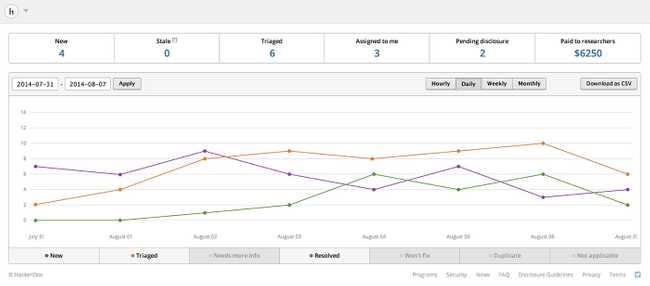 h
New Stale [?] Triaged Assigned to me Pending disclosure Paid to researchers
4 0 6 3 2 $6250
2014-07-31 - 2014-08-07 Apply Hourly Daily Weekly Monthly Download as CSV
14
12
10
8
6
4
2
0
July 31 August 01 August 02 August 03 August 04 August 05 August 06 August 07
New Triaged Needs more info Resolved Won't fix Duplicate Not applicable
© HackerOne Programs Security News FAQ Disclosure Guidelines Privacy Terms